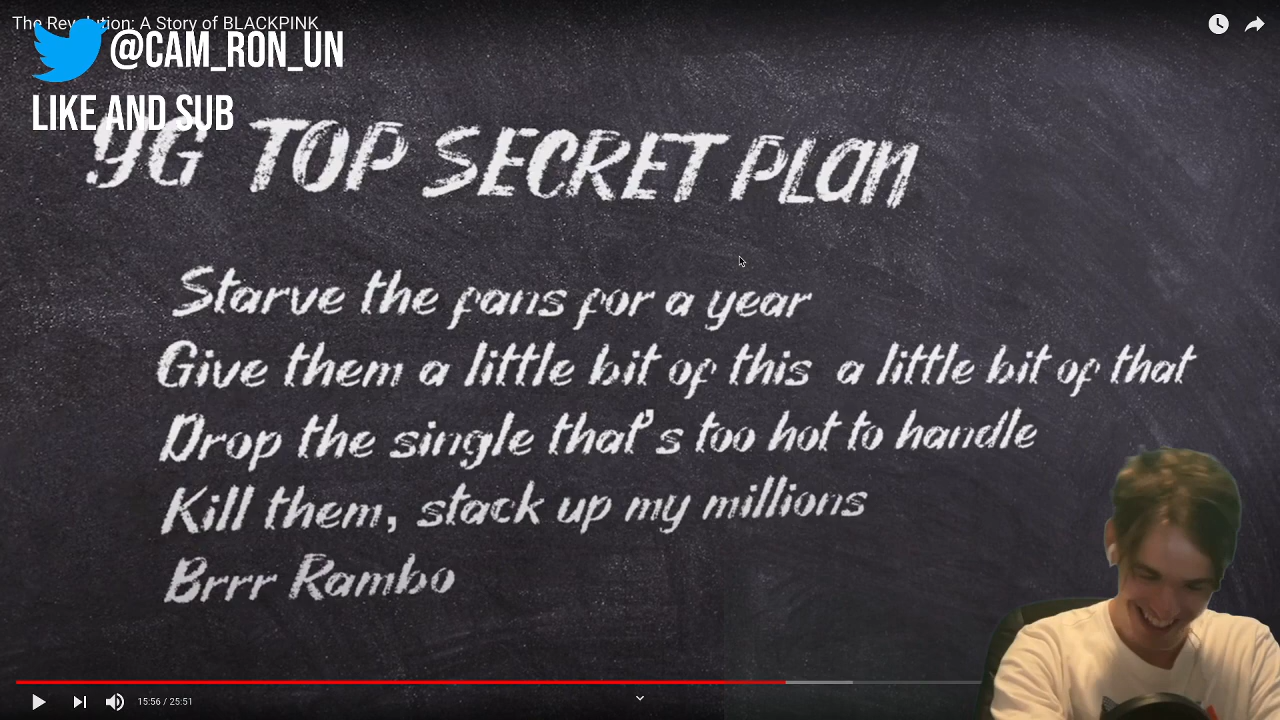 The Revolution: A Story of BLACKPINK
@CAM_RON_UN
LIKE AND SUB
YG TOP SECRET PLAN
Starve the fans for a year
Give them a little bit of this a little bit of that
Drop the single that's too hot to handle
Kill them, stack up my millions
Brrr Rambo
15:56 / 25:51